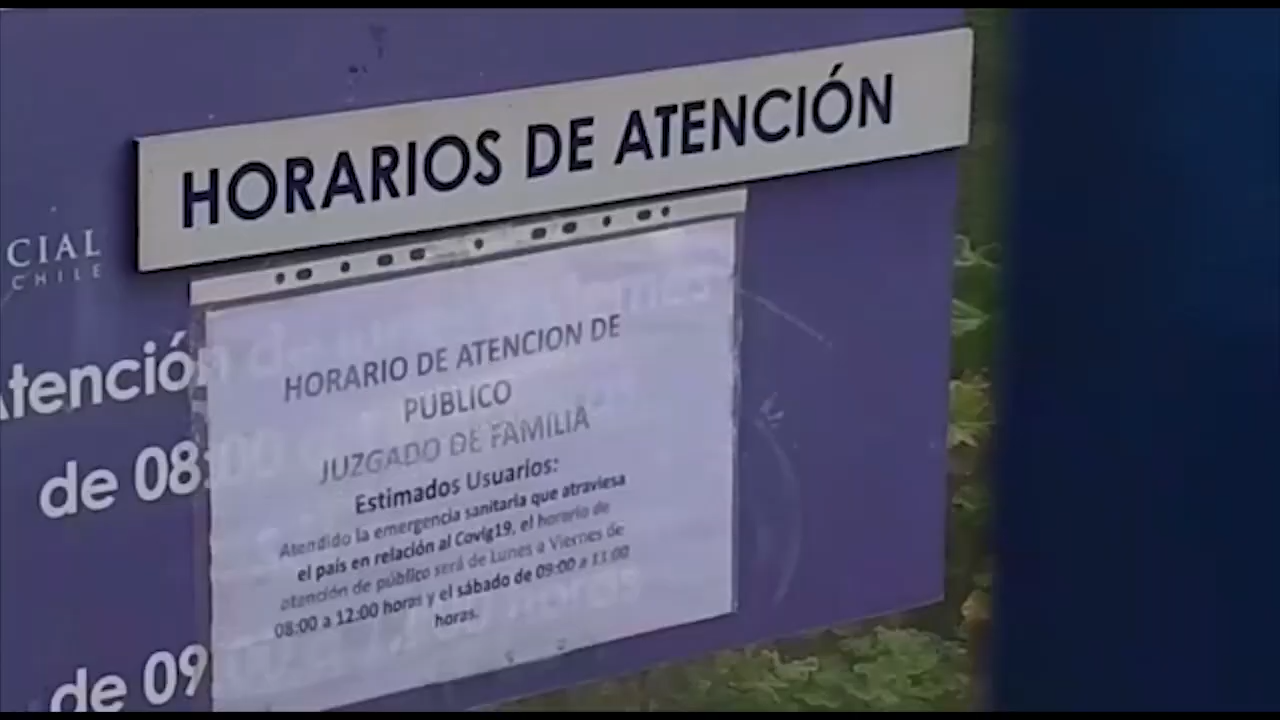 HORARIOS DE ATENCIÓN
CIAL
CHILE
Atención
de 08:00
de 09
HORARIO DE ATENCION DE
PUBLICO
JUZGADO DE FAMILIA
Estimados Usuarios:
Atendido la emergencia sanitaria que atraviesa
el país en relación al Covig19, el horario de
atención de público será de Lunes a Viernes de
08:00 a 12:00 horas y el sábado de 09:00 a 11:00
horas.